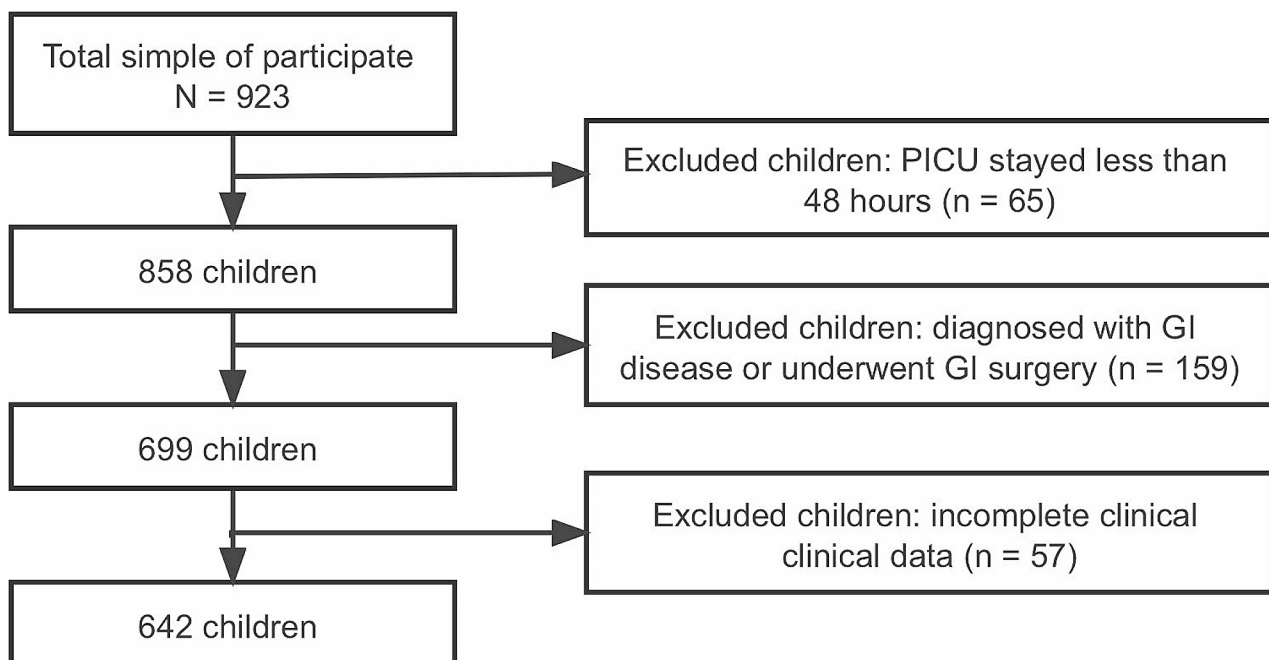 Total simple of participate
N = 923
Excluded children: PICU stayed less than
48 hours (n = 65)
858 children
Excluded children: diagnosed with GI
disease or underwent GI surgery (n = 159)
699 children
Excluded children: incomplete clinical
clinical data (n = 57)
642 children